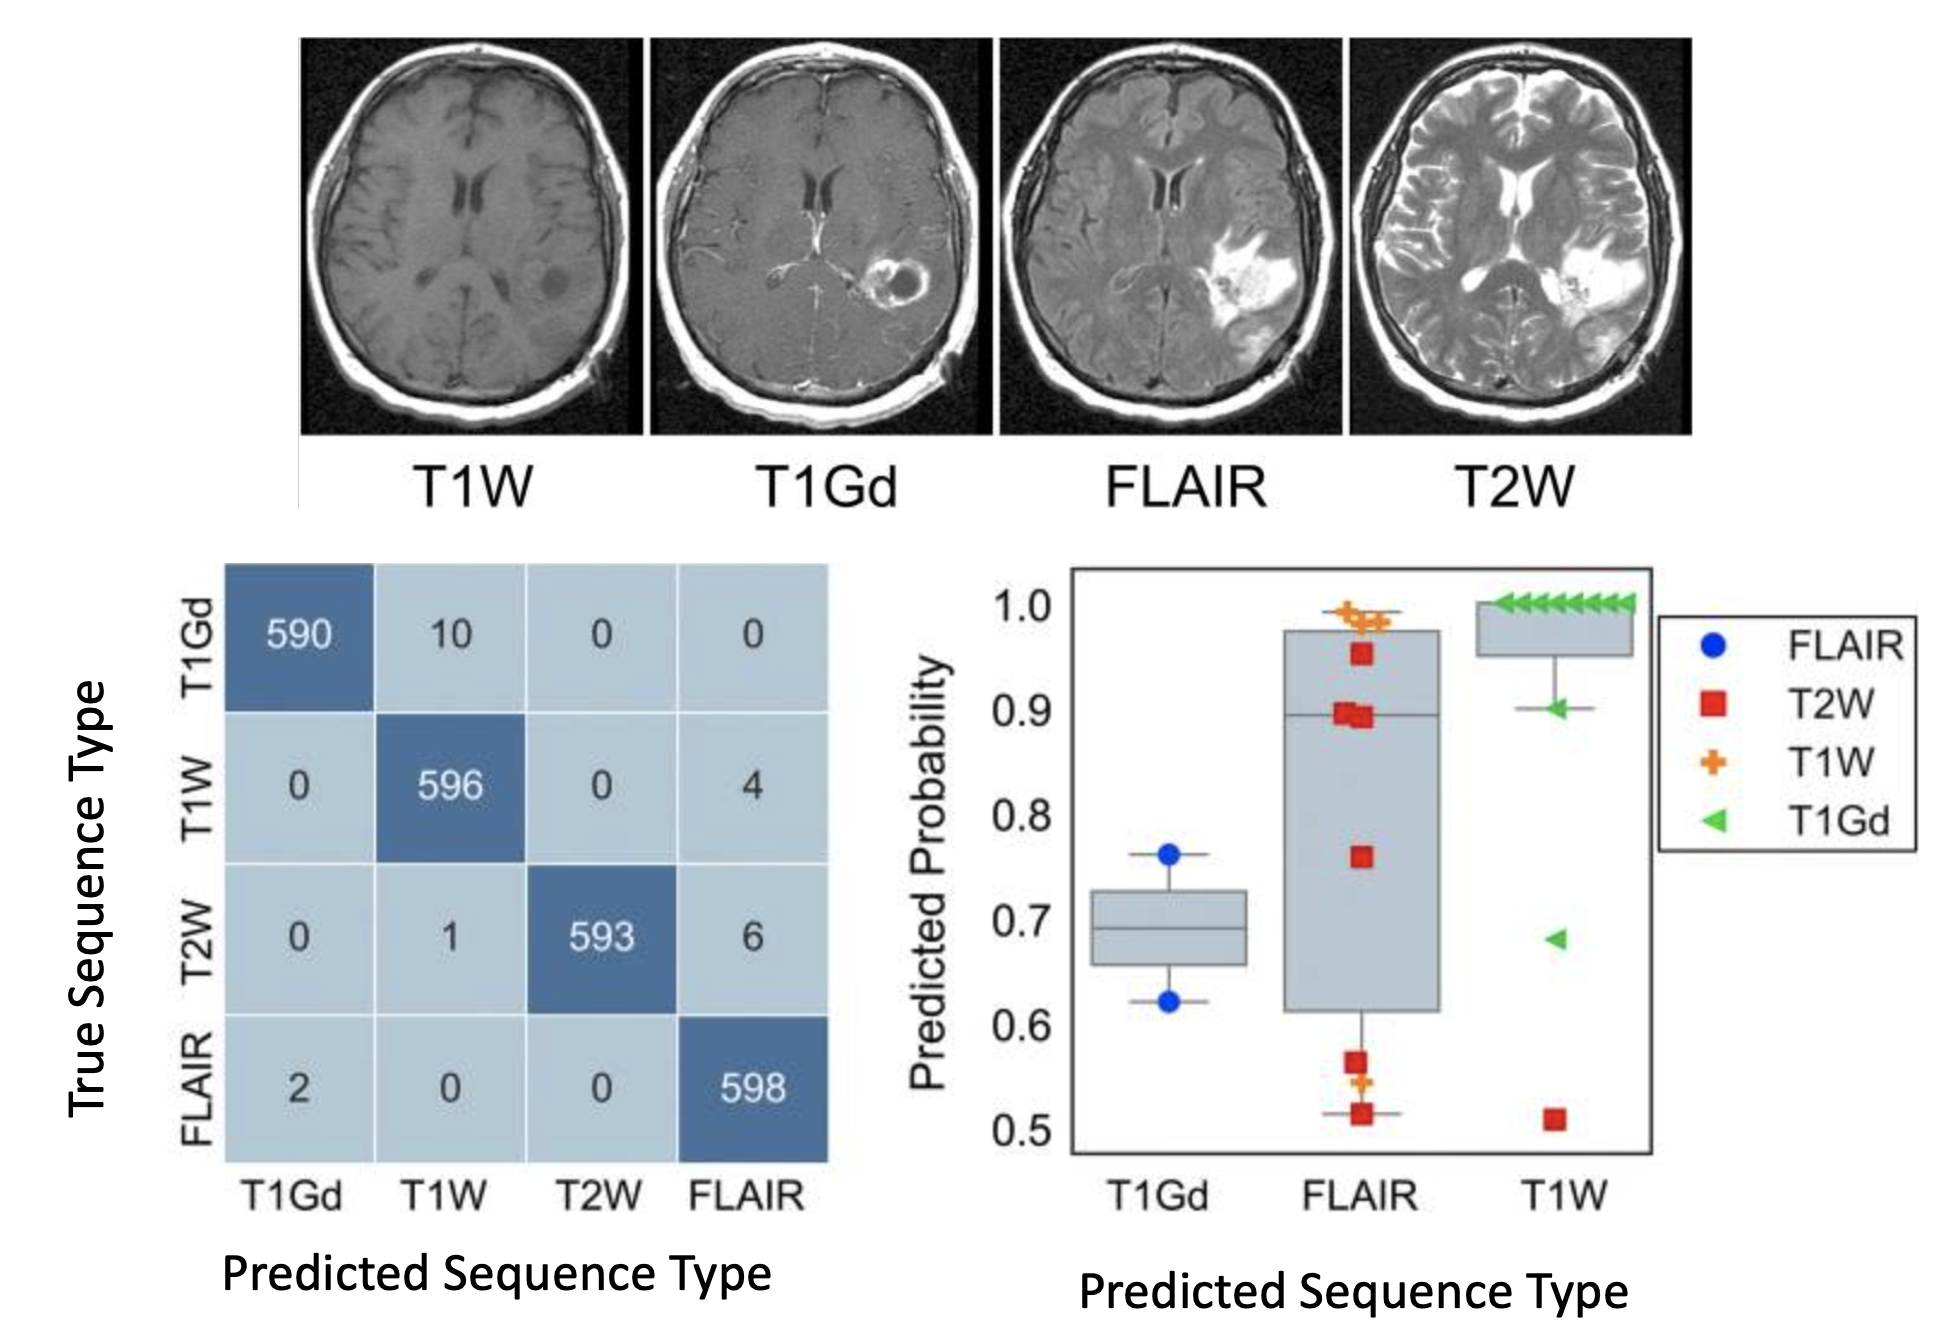 T1W T1Gd FLAIR T2W
True Sequence Type
T1Gd 590 10 0 0
T1W 0 596 0 4
T2W 0 1 593 6
FLAIR 2 0 0 598
T1Gd T1W T2W FLAIR
Predicted Sequence Type
Predicted Probability
1.0
0.9
0.8
0.7
0.6
0.5
T1Gd FLAIR T1W
Predicted Sequence Type
FLAIR
T2W
T1W
T1Gd